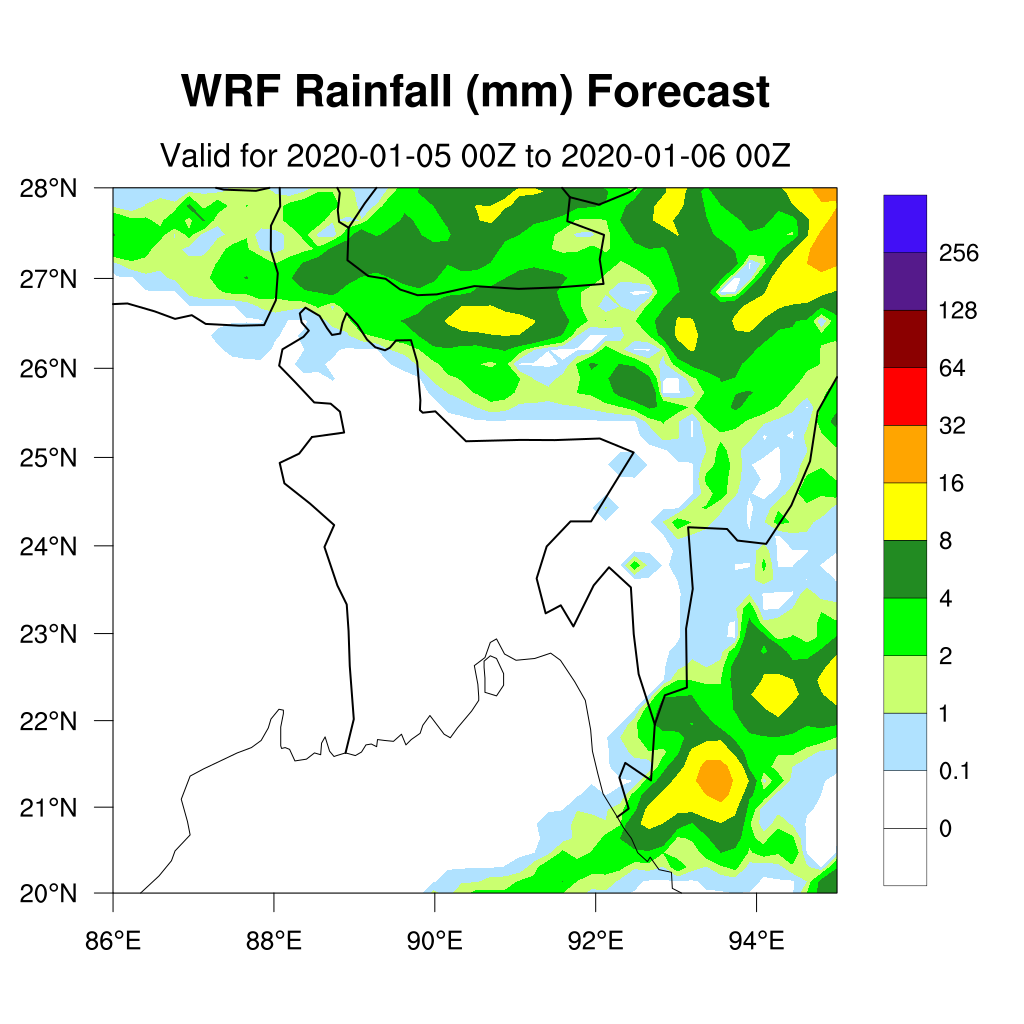 WRF Rainfall (mm) Forecast
Valid for 2020-01-05 00Z to 2020-01-06 00Z
28°N
27°N
26°N
25°N
24°N
23°N
22°N
21°N
20°N
86°E 88°E 90°E 92°E 94°E
256
128
64
32
16
8
4
2
1
0.1
0